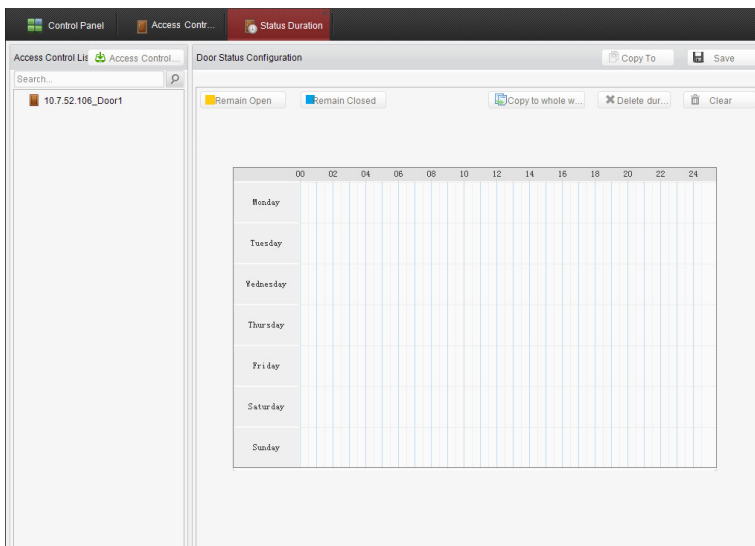 Control Panel Access Contr... Status Duration
Access Control Lis Access Control... Door Status Configuration Copy To Save
Search...
10.7.52.106_Door1 Remain Open Remain Closed Copy to whole w... Delete dur... Clear
00 02 04 06 08 10 12 14 16 18 20 22 24
Monday
Tuesday
Wednesday
Thursday
Friday
Saturday
Sunday